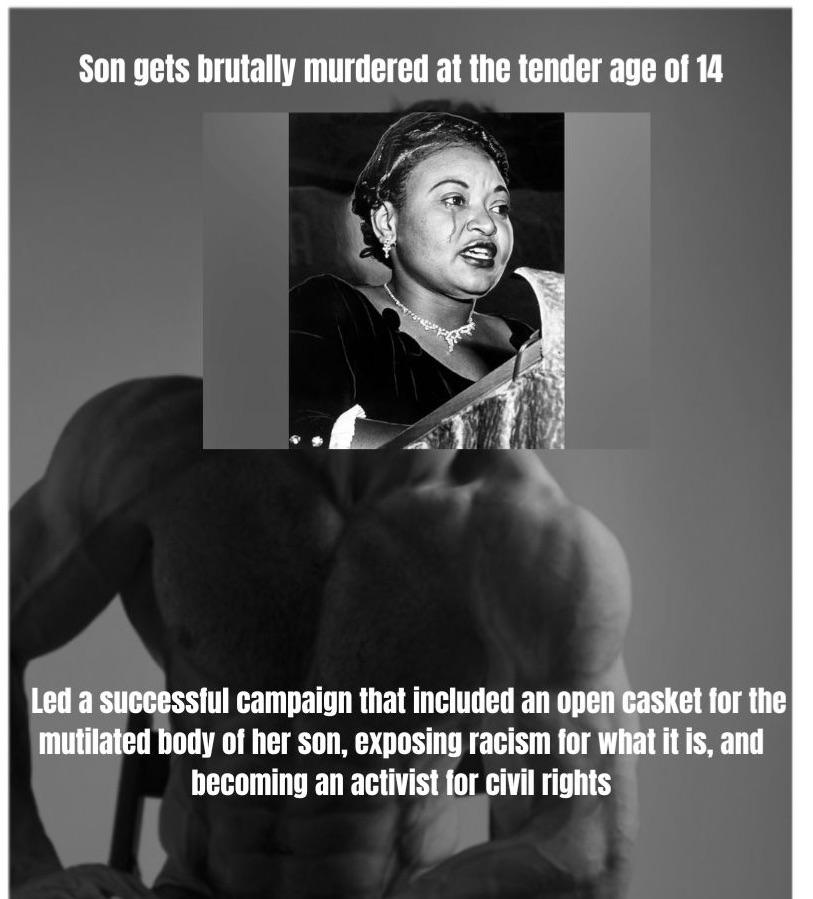 Son gets brutally murdered at the tender age of 14
Led a successful campaign that included an open casket for the
mutilated body of her son, exposing racism for what it is, and
becoming an activist for civil rights